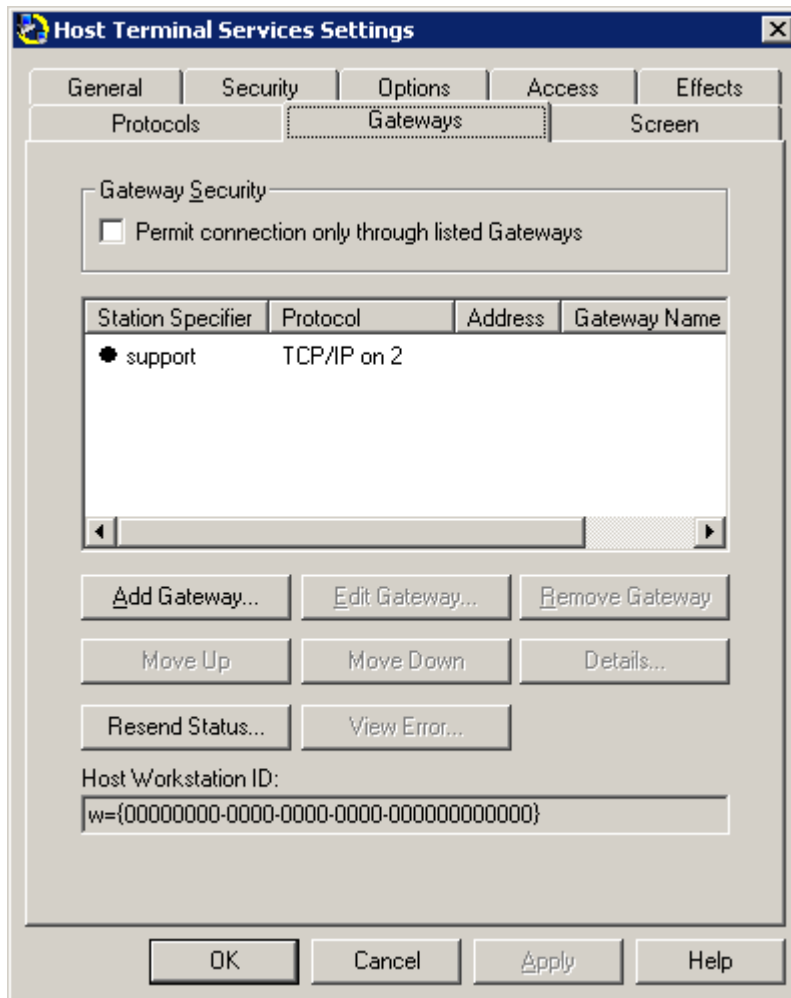 Host Terminal Services Settings
General Security Options Access Effects
Protocols Gateways Screen
Gateway Security
Permit connection only through listed Gateways
Station Specifier Protocol Address Gateway Name
support TCP/IP on 2
Add Gateway... Edit Gateway... Remove Gateway
Move Up Move Down Details...
Resend Status... View Error...
Host Workstation ID:
w={00000000-0000-0000-0000-000000000000}
OK Cancel Apply Help